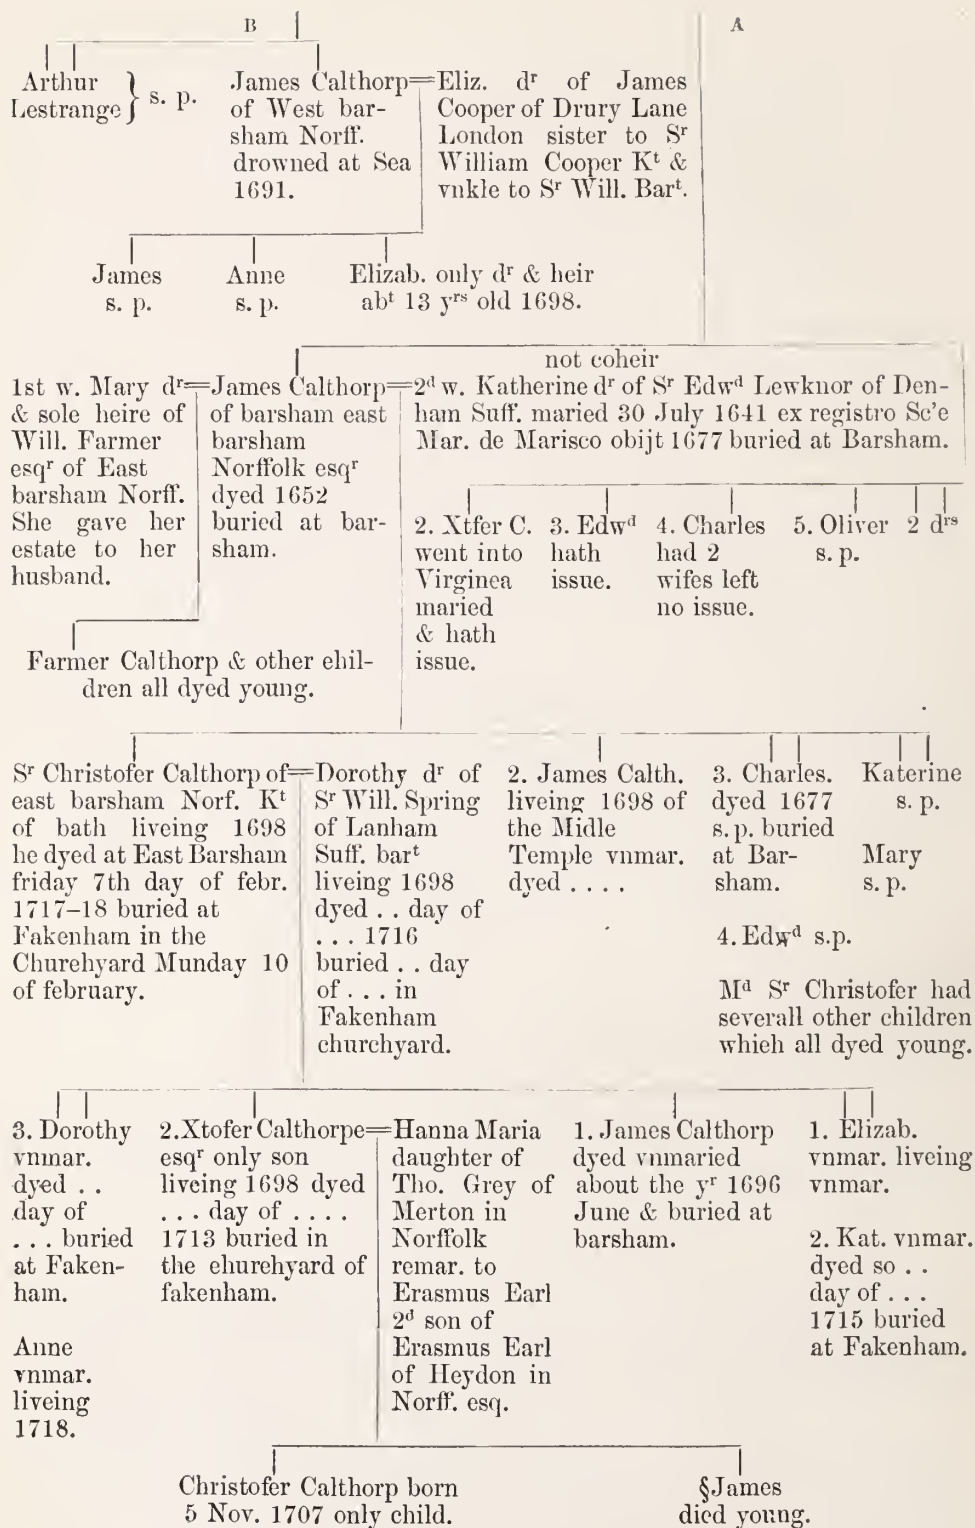 B
A
Arthur
Lestrange } s. p.
James Calthorp=
of West bar-
sham Norff.
drowned at Sea
1691.
Eliz. dʳ of James
Cooper of Drury Lane
London sister to Sʳ
William Cooper Kᵗ &
vnkle to Sʳ Will. Barᵗ.
James
s. p.
Anne
s. p.
Elizab. only dʳ & heir
abᵗ 13 yʳˢ old 1698.
1st w. Mary dʳ=
& sole heire of
Will. Farmer
esqʳ of East
barsham Norff.
She gave her
estate to her
husband.
James Calthorp=
of barsham east
barsham
Norffolk esqʳ
dyed 1652
buried at bar-
sham.
not coheir
2ᵈ w. Katherine dʳ of Sʳ Edwᵈ Lewknor of Den-
ham Suff. maried 30 July 1641 ex registro Sc'e
Mar. de Marisco obijt 1677 buried at Barsham.
2. Xtfer C.
went into
Virginea
maried
& hath
issue.
3. Edwᵈ
hath
issue.
4. Charles
had 2
wifes left
no issue.
5. Oliver
s. p.
2 dʳˢ
Farmer Calthorp & other ehil-
dren all dyed young.
Sʳ Christofer Calthorp of=
east barsham Norf. Kᵗ
of bath liveing 1698
he dyed at East Barsham
friday 7th day of febr.
1717–18 buried at
Fakenham in the
Churehyard Munday 10
of february.
Dorothy dʳ of
Sʳ Will. Spring
of Lanham
Suff. barᵗ
liveing 1698
dyed . . day of
. . . 1716
buried . . day
of . . . in
Fakenham
churchyard.
2. James Calth.
liveing 1698 of
the Midle
Temple vnmar.
dyed . . . .
3. Charles.
dyed 1677
s. p. buried
at Bar-
sham.
4. Edwᵈ s.p.
Katerine
s. p.
Mary
s. p.
Mᵈ Sʳ Christofer had
severall other children
whieh all dyed young.
3. Dorothy
vnmar.
dyed . .
day of
. . . buried
at Faken-
ham.
Anne
vnmar.
liveing
1718.
2. Xtofer Calthorpe=
esqʳ only son
liveing 1698 dyed
. . . day of . . . .
1713 buried in
the ehurehyard of
fakenham.
Hanna Maria
daughter of
Tho. Grey of
Merton in
Norffolk
remar. to
Erasmus Earl
2ᵈ son of
Erasmus Earl
of Heydon in
Norff. esq.
1. James Calthorp
dyed vnmaried
about the yʳ 1696
June & buried at
barsham.
1. Elizab.
vnmar. liveing
vnmar.
2. Kat. vnmar.
dyed so . .
day of . . .
1715 buried
at Fakenham.
Christofer Calthorp born
5 Nov. 1707 only child.
§James
died young.